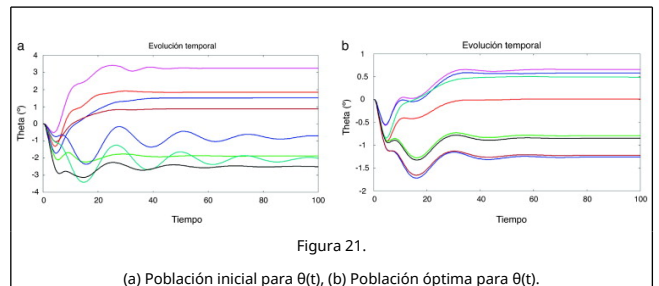 a
Evolución temporal
4
3
2
1
0
-1
-2
-3
-4
Theta (º)
0 20 40 60 80 100
Tiempo
b
Evolución temporal
1
0.5
0
-0.5
-1
-1.5
-2
Theta (º)
0 20 40 60 80 100
Tiempo
Figura 21.
(a) Población inicial para θ(t), (b) Población óptima para θ(t).